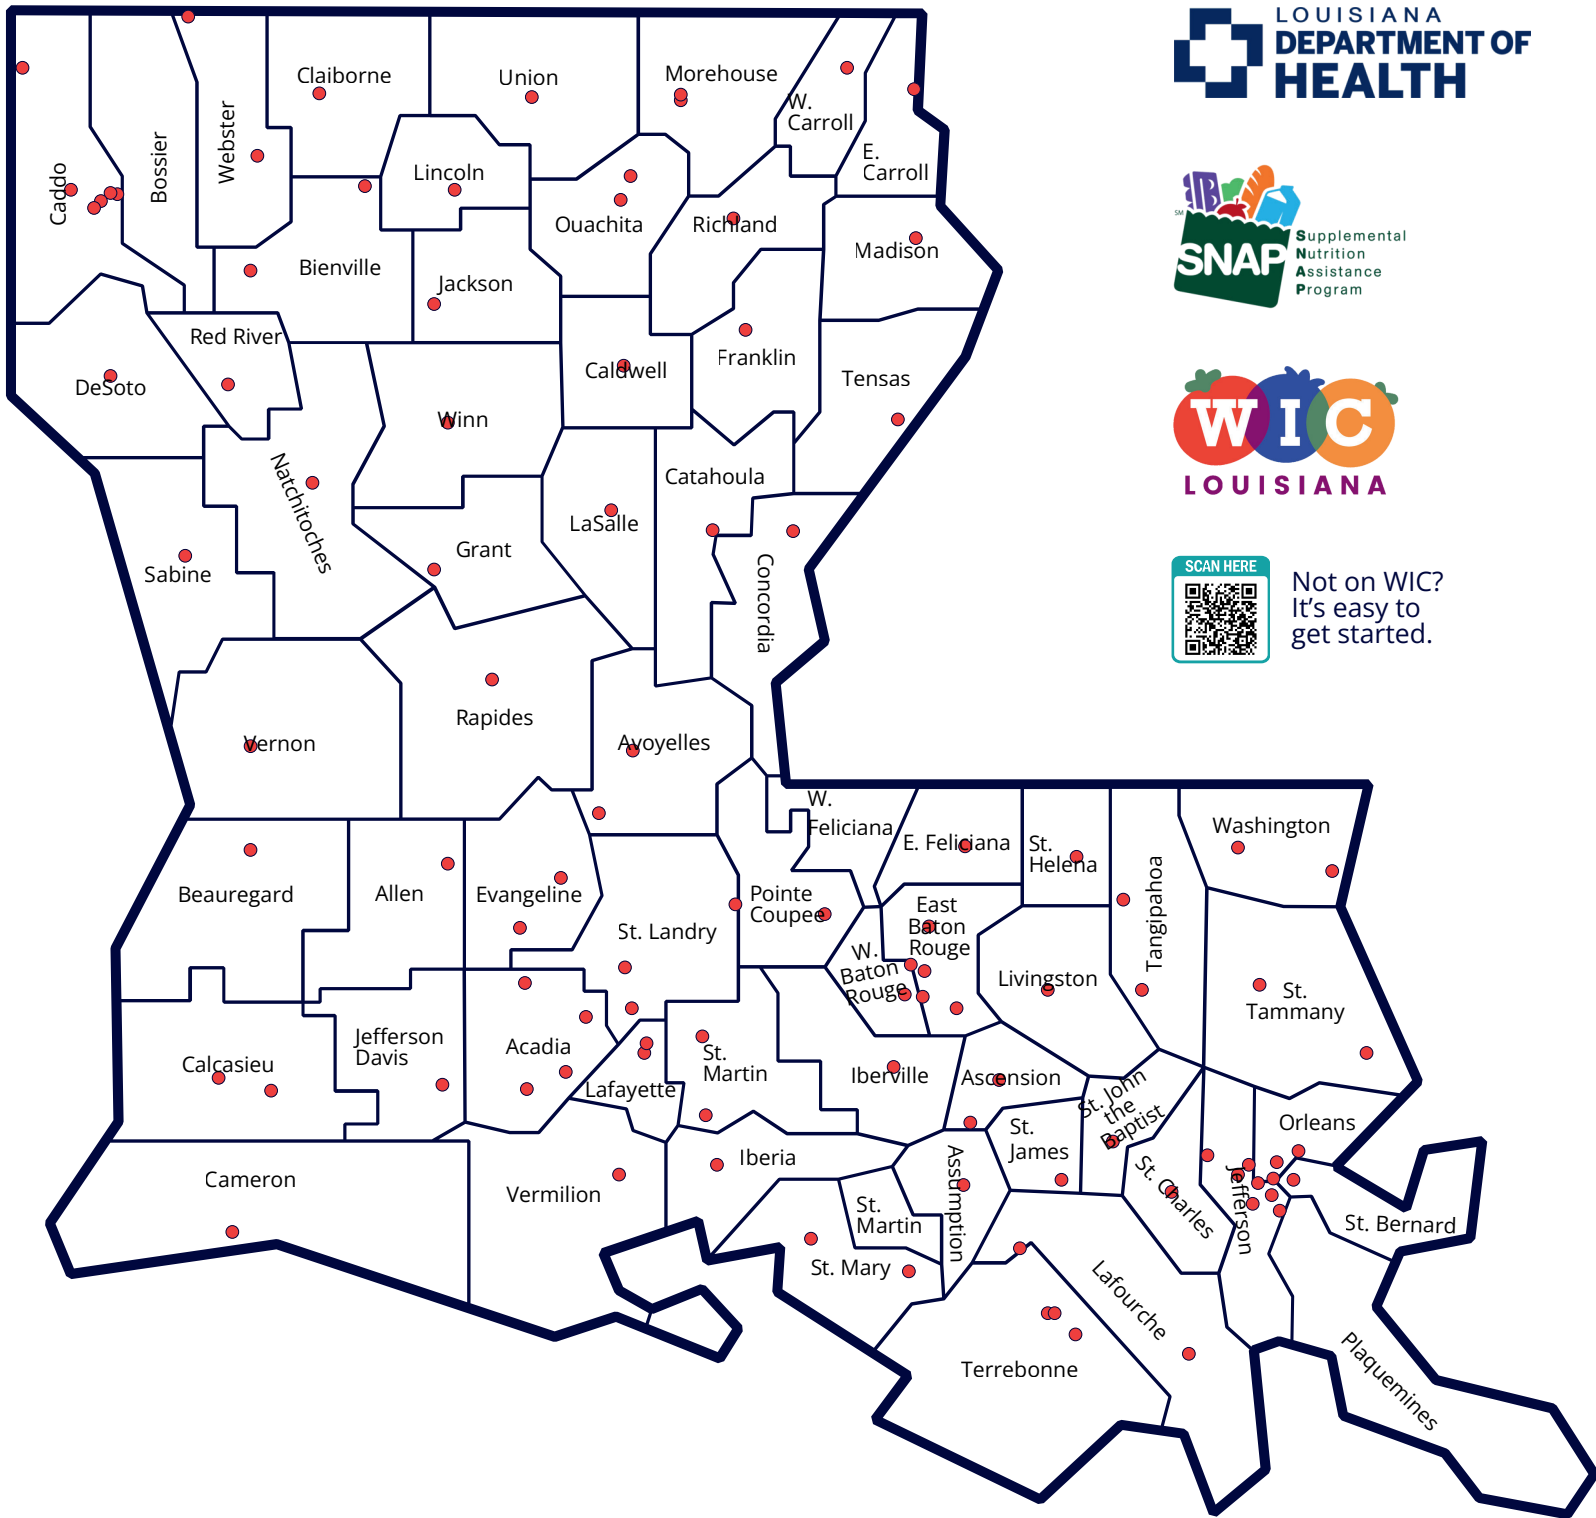 LOUISIANA
DEPARTMENT OF
HEALTH
Claiborne
Union
Morehouse
W.
Carroll
E.
Carroll
Caddo
Bossier
Webster
Lincoln
Ouachita
Richland
Madison
Bienville
Jackson
Red River
DeSoto
Caldwell
Franklin
Tensas
Winn
Natchitoches
Catahoula
LaSalle
Grant
Sabine
Concordia
Rapides
Vernon
Avoyelles
W.
Feliciana
E. Feliciana
St.
Helena
Washington
Tangipahoa
Beauregard
Allen
Evangeline
Pointe
Coupee
East
Baton
Rouge
St. Landry
W.
Baton
Rouge
Livingston
St.
Tammany
Calcasieu
Jefferson
Davis
Acadia
Lafayette
St.
Martin
Iberville
Ascension
St. John
the
Baptist
Orleans
St.
James
Cameron
Vermilion
Iberia
Assumption
St. Charles
Jefferson
St.
Martin
St. Mary
St. Bernard
Lafourche
Terrebonne
Plaquemines
SM
SNAP
Supplemental
Nutrition
Assistance
Program
WIC
LOUISIANA
SCAN HERE
Not on WIC?
It’s easy to
get started.